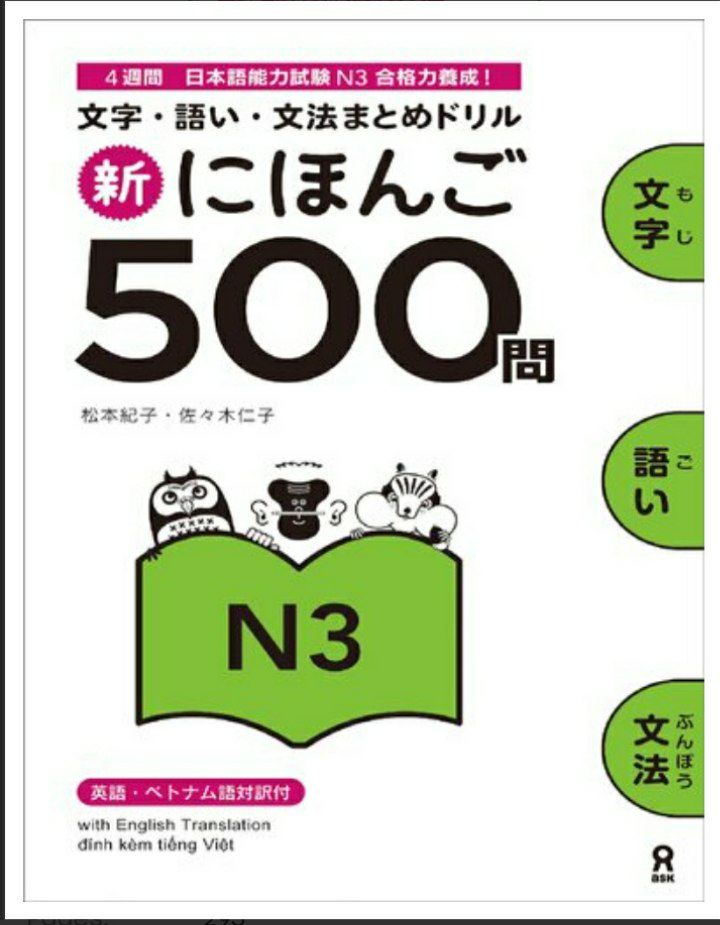 4週間 日本語能力試験N3合格力養成！
文字・語い・文法まとめドリル
新にほんご
500問
松本紀子・佐々木仁子
N3
英語・ベトナム語対訳付
with English Translation
đính kèm tiếng Việt
文字
もじ
語い
ご
文法
ぶんぽう
ask